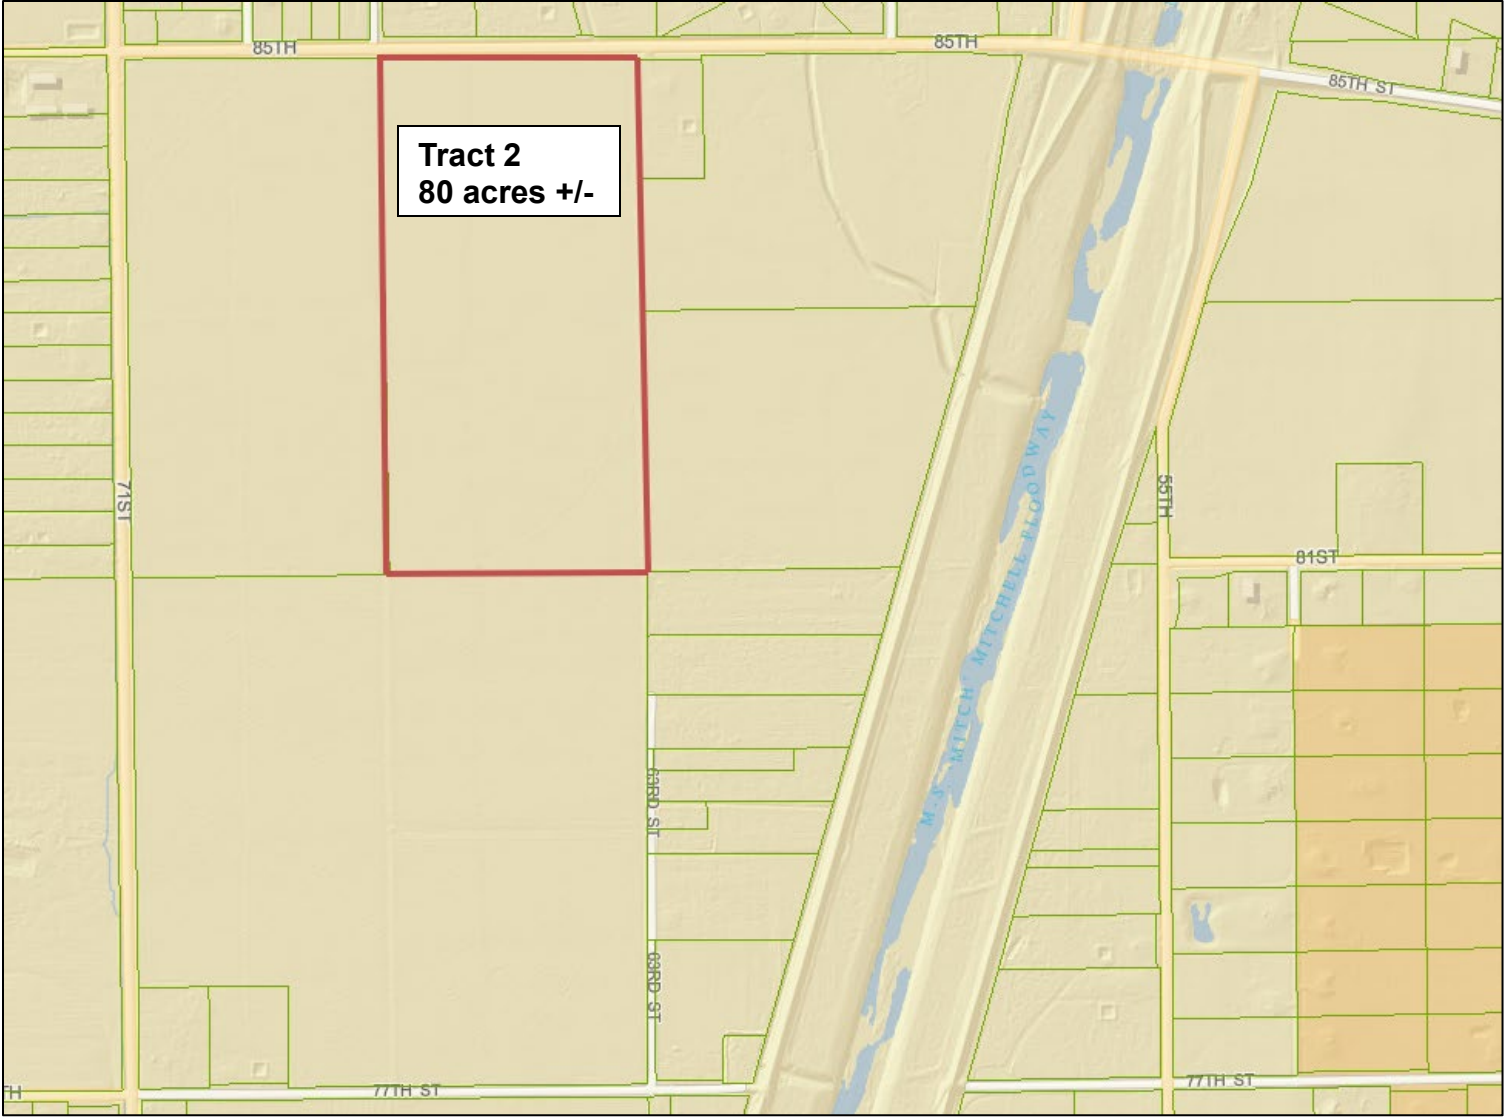 85TH
85TH
85TH ST
Tract 2
80 acres +/-
71ST
55TH
M.S. MITCH MITCHELL FLOODWAY
81ST
63RD ST
63RD ST
TH
77TH ST
77TH ST